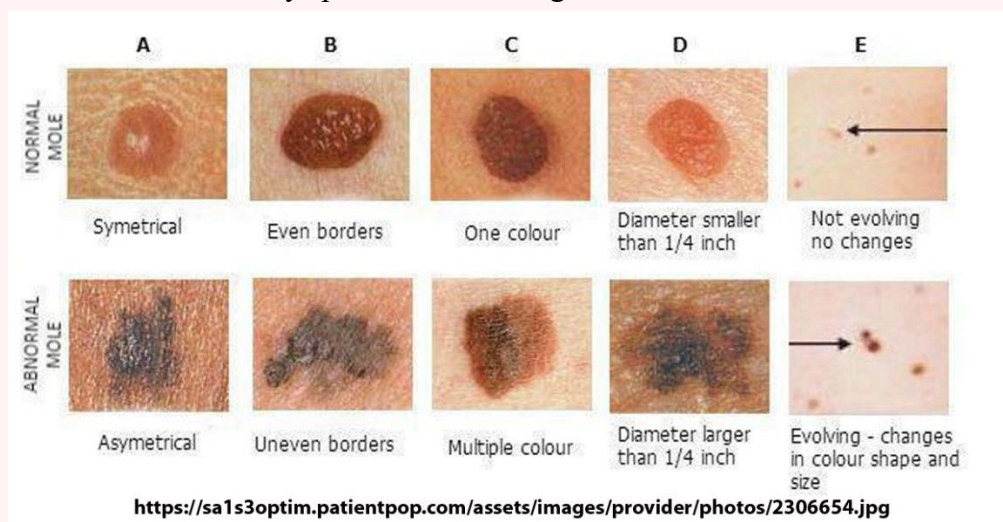 A B C D E
NORMAL
MOLE
Symetrical
Even borders
One colour
Diameter smaller
than 1/4 inch
Not evolving
no changes
ABNORMAL
MOLE
Asymetrical
Uneven borders
Multiple colour
Diameter larger
than 1/4 inch
Evolving - changes
in colour shape and
size
https://sa1s3optim.patientpop.com/assets/images/provider/photos/2306654.jpg